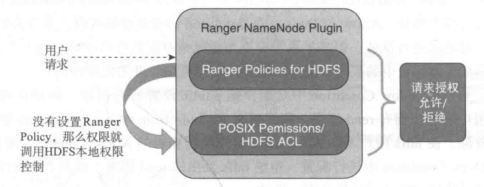 Ranger NameNode Plugin
用户
请求
Ranger Policies for HDFS
请求授权
允许/
拒绝
没有设置Ranger
Policy，那么权限就
调用HDFS本地权限
控制
POSIX Pemissions/
HDFS ACL